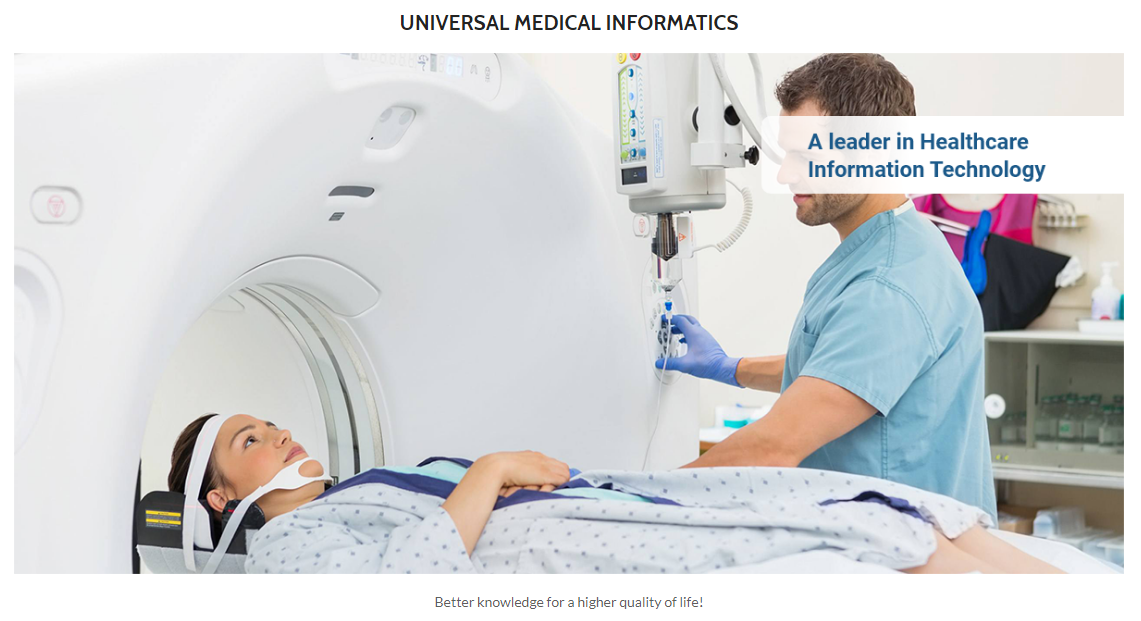 UNIVERSAL MEDICAL INFORMATICS
A leader in Healthcare
Information Technology
Better knowledge for a higher quality of life!